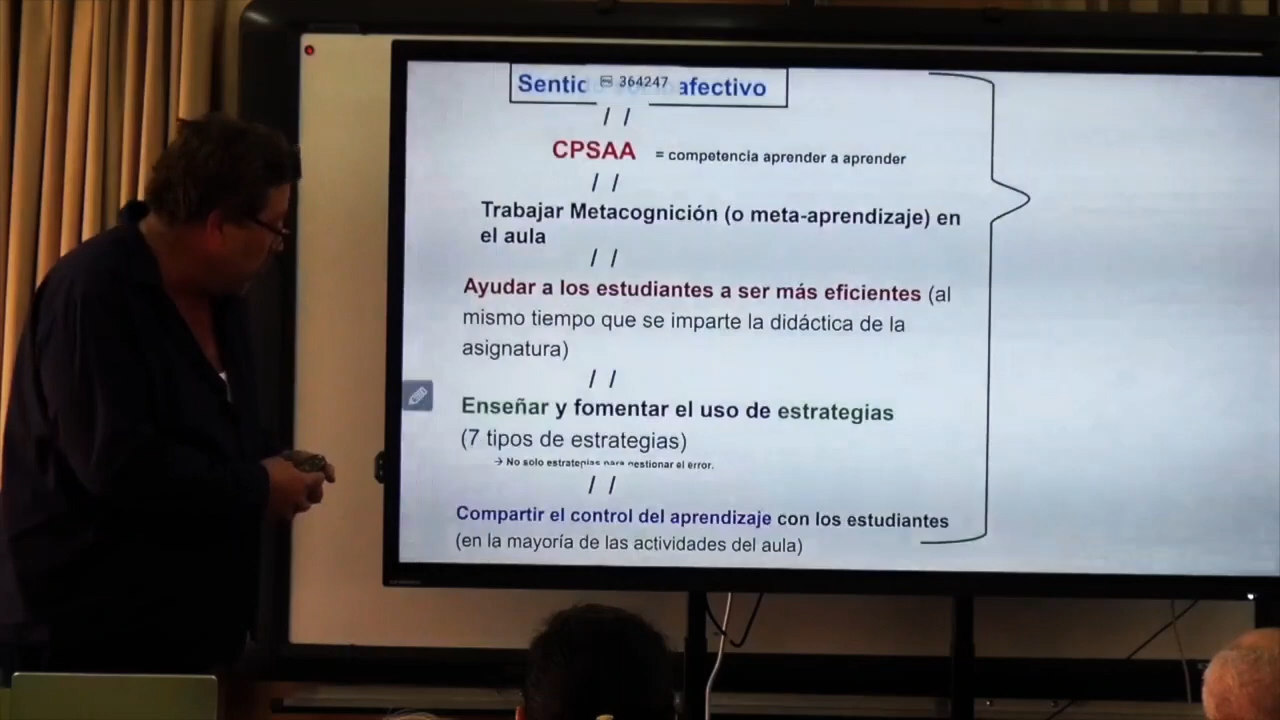 Sentic 364247 afectivo
//
CPSAA = competencia aprender a aprender
//
Trabajar Metacognición (o meta-aprendizaje) en
el aula
//
Ayudar a los estudiantes a ser más eficientes (al
mismo tiempo que se imparte la didáctica de la
asignatura)
//
Enseñar y fomentar el uso de estrategias
(7 tipos de estrategias)
→ No solo estrategias para gestionar el error.
//
Compartir el control del aprendizaje con los estudiantes
(en la mayoría de las actividades del aula)